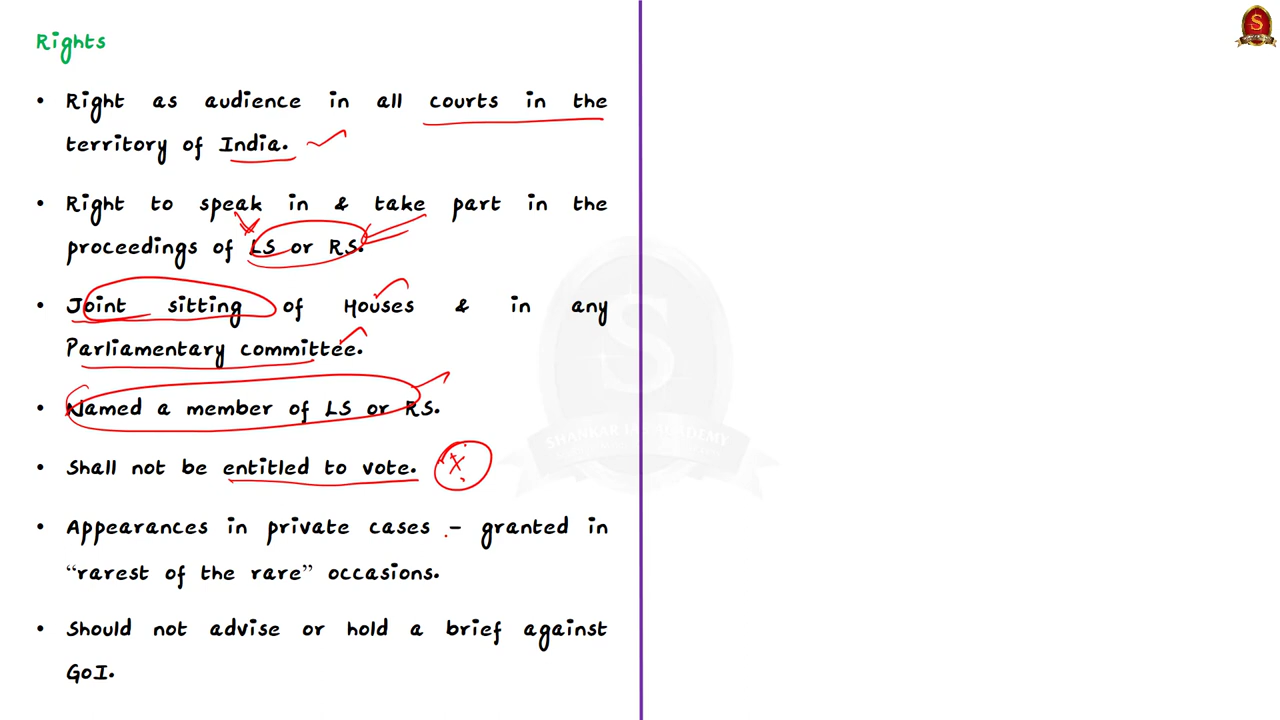 Rights
• Right as audience in all courts in the
territory of India.
• Right to speak in & take part in the
proceedings of LS or RS.
• Joint sitting of Houses & in any
Parliamentary committee.
• Named a member of LS or RS.
• Shall not be entitled to vote.
• Appearances in private cases - granted in
“rarest of the rare” occasions.
• Should not advise or hold a brief against
GoI.
S
SHANKAR IAS ACADEMY